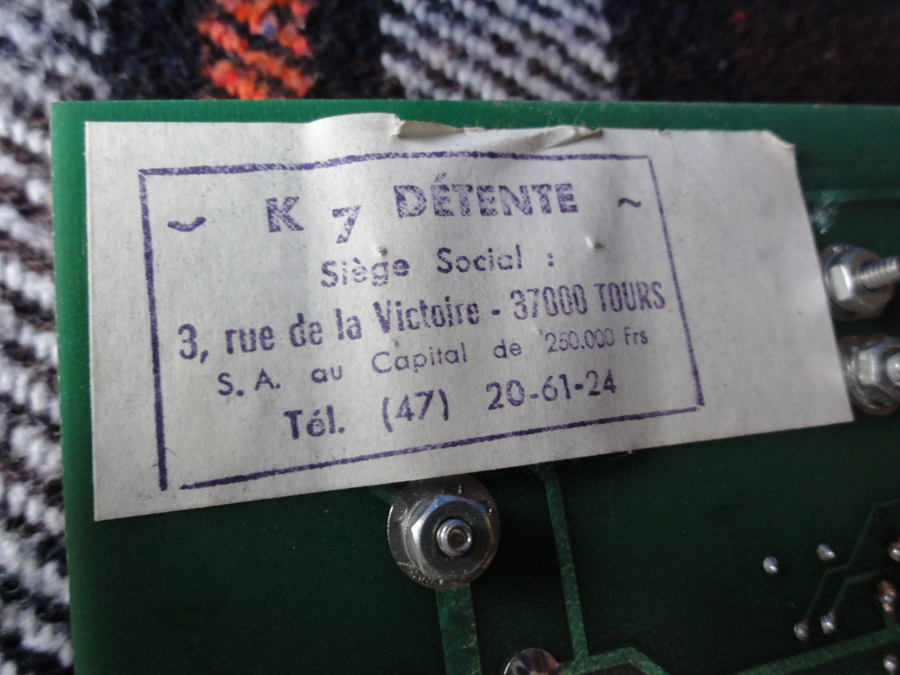 K 7 DÉTENTE
Siège Social :
3, rue de la Victoire - 37000 TOURS
S. A. au Capital de 250.000 Frs
Tél. (47) 20-61-24